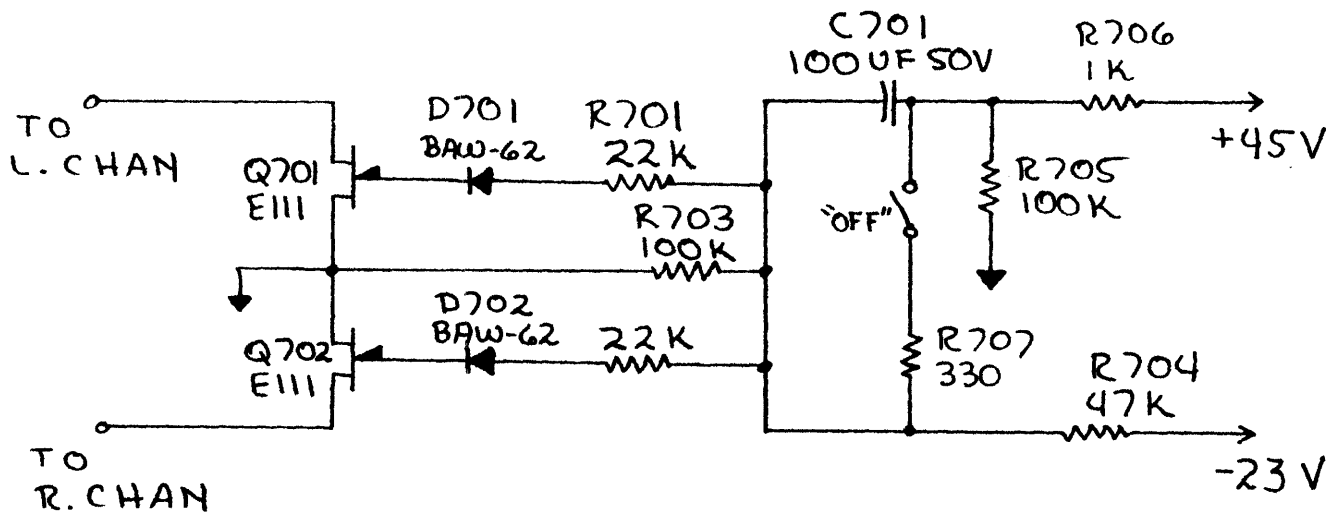 C701
100UF 50V
R706
1K
+45V
TO
L. CHAN
D701
BAW-62
R701
22K
Q701
E111
R703
100K
"OFF"
R705
100K
D702
BAW-62
22K
Q702
E111
R707
330
R704
47K
-23V
TO
R. CHAN